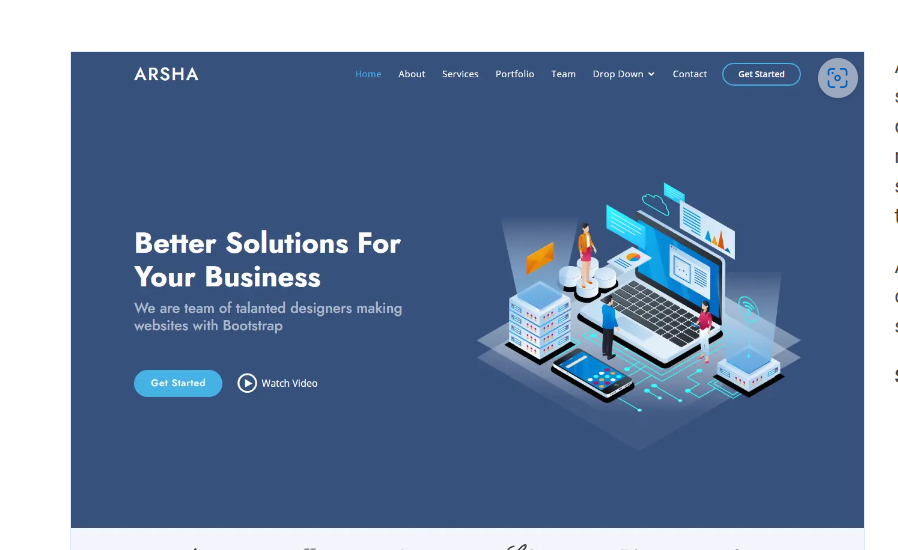 ARSHA
Home About Services Portfolio Team Drop Down Contact Get Started
Better Solutions For
Your Business
We are team of talanted designers making
websites with Bootstrap
Get Started Watch Video